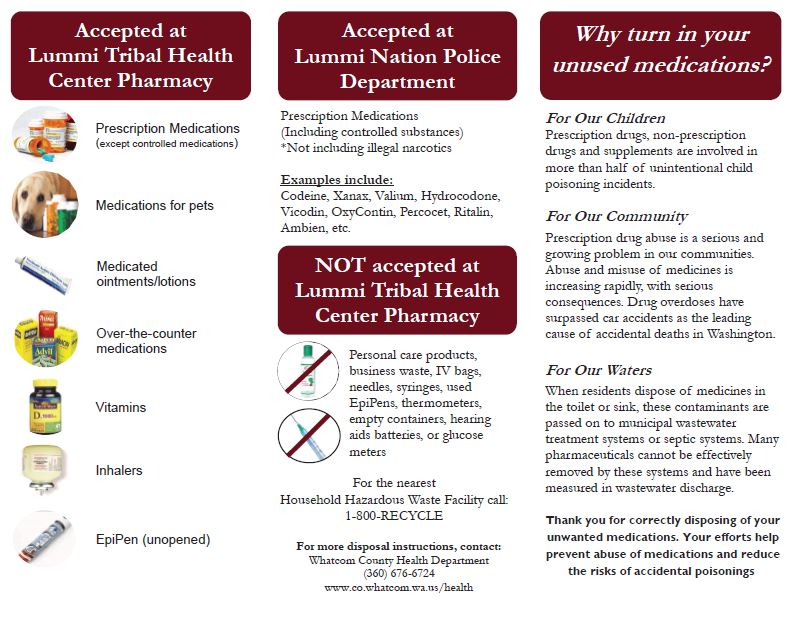 Accepted at
Lummi Tribal Health
Center Pharmacy
Prescription Medications
(except controlled medications)
Medications for pets
Medicated
ointments/lotions
Over-the-counter
medications
Vitamins
Inhalers
EpiPen (unopened)
Accepted at
Lummi Nation Police
Department
Prescription Medications
(Including controlled substances)
*Not including illegal narcotics
Examples include:
Codeine, Xanax, Valium, Hydrocodone,
Vicodin, OxyContin, Percocet, Ritalin,
Ambien, etc.
NOT accepted at
Lummi Tribal Health
Center Pharmacy
Personal care products,
business waste, IV bags,
needles, syringes, used
EpiPens, thermometers,
empty containers, hearing
aids batteries, or glucose
meters
For the nearest
Household Hazardous Waste Facility call:
1-800-RECYCLE
For more disposal instructions, contact:
Whatcom County Health Department
(360) 676-6724
www.co.whatcom.wa.us/health
Why turn in your
unused medications?
For Our Children
Prescription drugs, non-prescription
drugs and supplements are involved in
more than half of unintentional child
poisoning incidents.
For Our Community
Prescription drug abuse is a serious and
growing problem in our communities.
Abuse and misuse of medicines is
increasing rapidly, with serious
consequences. Drug overdoses have
surpassed car accidents as the leading
cause of accidental deaths in Washington.
For Our Waters
When residents dispose of medicines in
the toilet or sink, these contaminants are
passed on to municipal wastewater
treatment systems or septic systems. Many
pharmaceuticals cannot be effectively
removed by these systems and have been
measured in wastewater discharge.
Thank you for correctly disposing of your
unwanted medications. Your efforts help
prevent abuse of medications and reduce
the risks of accidental poisonings